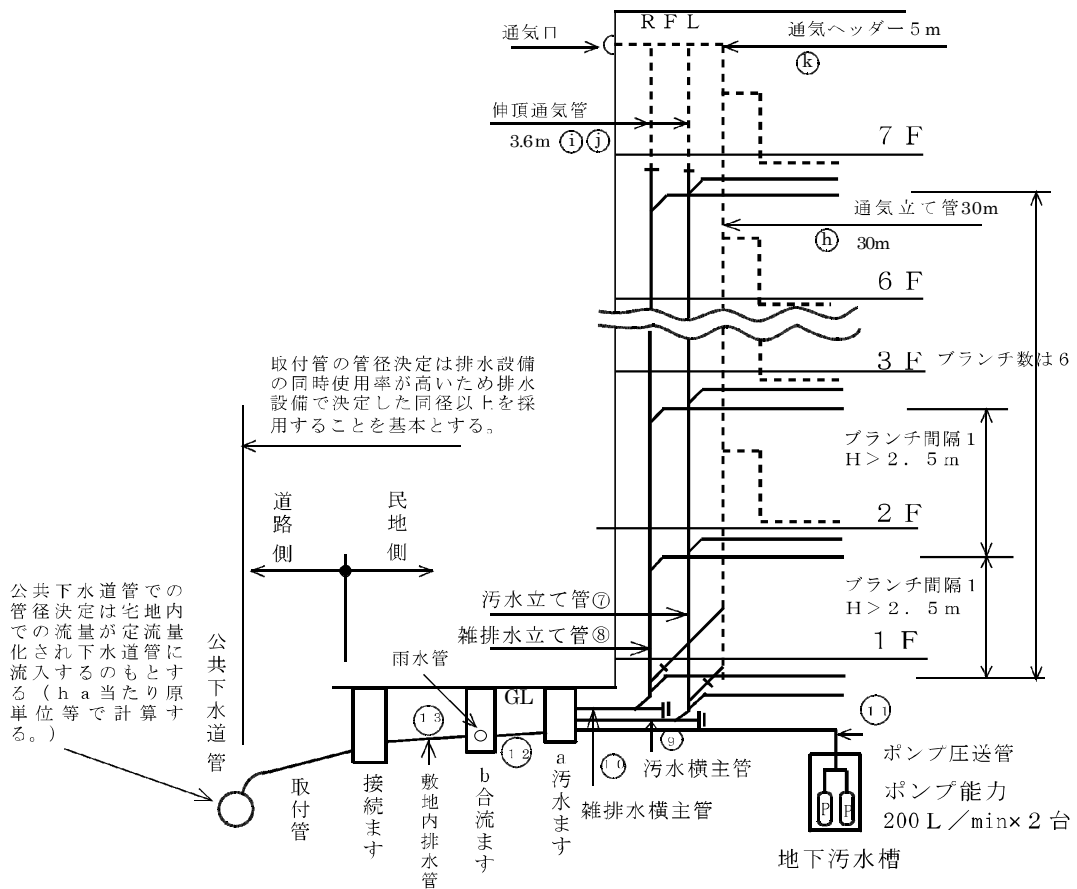 ＲＦＬ
通気口
通気ヘッダー５ｍ
ⓚ
伸頂通気管
3.6ｍ ⓘ ⓙ
７Ｆ
通気立て管30ｍ
ⓗ 30ｍ
６Ｆ
３Ｆ
ブランチ数は６
取付管の管径決定は排水設備
の同時使用率が高いため排水
設備で決定した同径以上を採
用することを基本とする。
ブランチ間隔１
Ｈ＞２．５ｍ
道路側
民地側
２Ｆ
公共下水道管での
管径決定は宅地内
での流量が定流量
化され下水道管に
流入するのもとす
る（ｈａ当たり原
単位等で計算す
る。）
公共下水道管
汚水立て管⑦
雑排水立て管⑧
ブランチ間隔１
Ｈ＞２．５ｍ
１Ｆ
雨水管
GL
⑬
⑫
⑨
⑩
⑪
汚水横主管
雑排水横主管
ポンプ圧送管
ポンプ能力
200Ｌ／min×２台
P P
地下汚水槽
取付管
接続ます
敷地内排水管
ｂ合流ます
ａ汚水ます